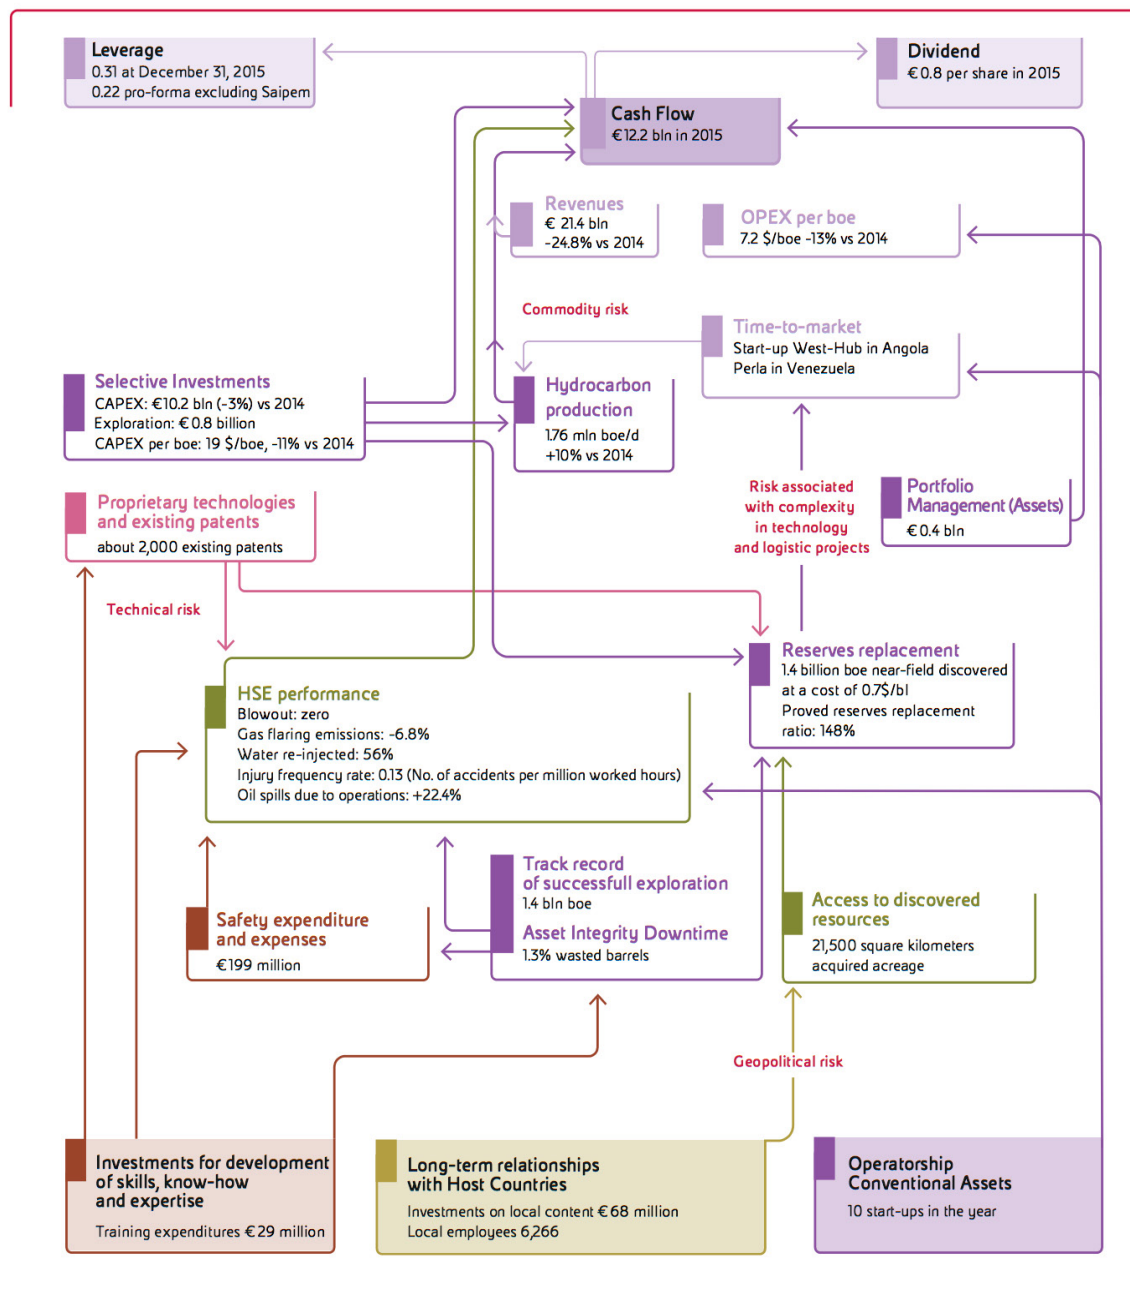 Leverage
0.31 at December 31, 2015
0.22 pro-forma excluding Saipem
Dividend
€0.8 per share in 2015
Cash Flow
€12.2 bln in 2015
Revenues
€ 21.4 bln
-24.8% vs 2014
OPEX per boe
7.2 $/boe -13% vs 2014
Commodity risk
Time-to-market
Start-up West-Hub in Angola
Perla in Venezuela
Selective Investments
CAPEX: €10.2 bln (-3%) vs 2014
Exploration: €0.8 billion
CAPEX per boe: 19 $/boe, -11% vs 2014
Hydrocarbon
production
1.76 mln boe/d
+10% vs 2014
Proprietary technologies
and existing patents
about 2,000 existing patents
Risk associated
with complexity
in technology
and logistic projects
Portfolio
Management (Assets)
€0.4 bln
Technical risk
Reserves replacement
1.4 billion boe near-field discovered
at a cost of 0.7$/bl
Proved reserves replacement
ratio: 148%
HSE performance
Blowout: zero
Gas flaring emissions: -6.8%
Water re-injected: 56%
Injury frequency rate: 0.13 (No. of accidents per million worked hours)
Oil spills due to operations: +22.4%
Track record
of successfull exploration
1.4 bln boe
Asset Integrity Downtime
1.3% wasted barrels
Safety expenditure
and expenses
€199 million
Access to discovered
resources
21,500 square kilometers
acquired acreage
Geopolitical risk
Investments for development
of skills, know-how
and expertise
Training expenditures €29 million
Long-term relationships
with Host Countries
Investments on local content €68 million
Local employees 6,266
Operatorship
Conventional Assets
10 start-ups in the year